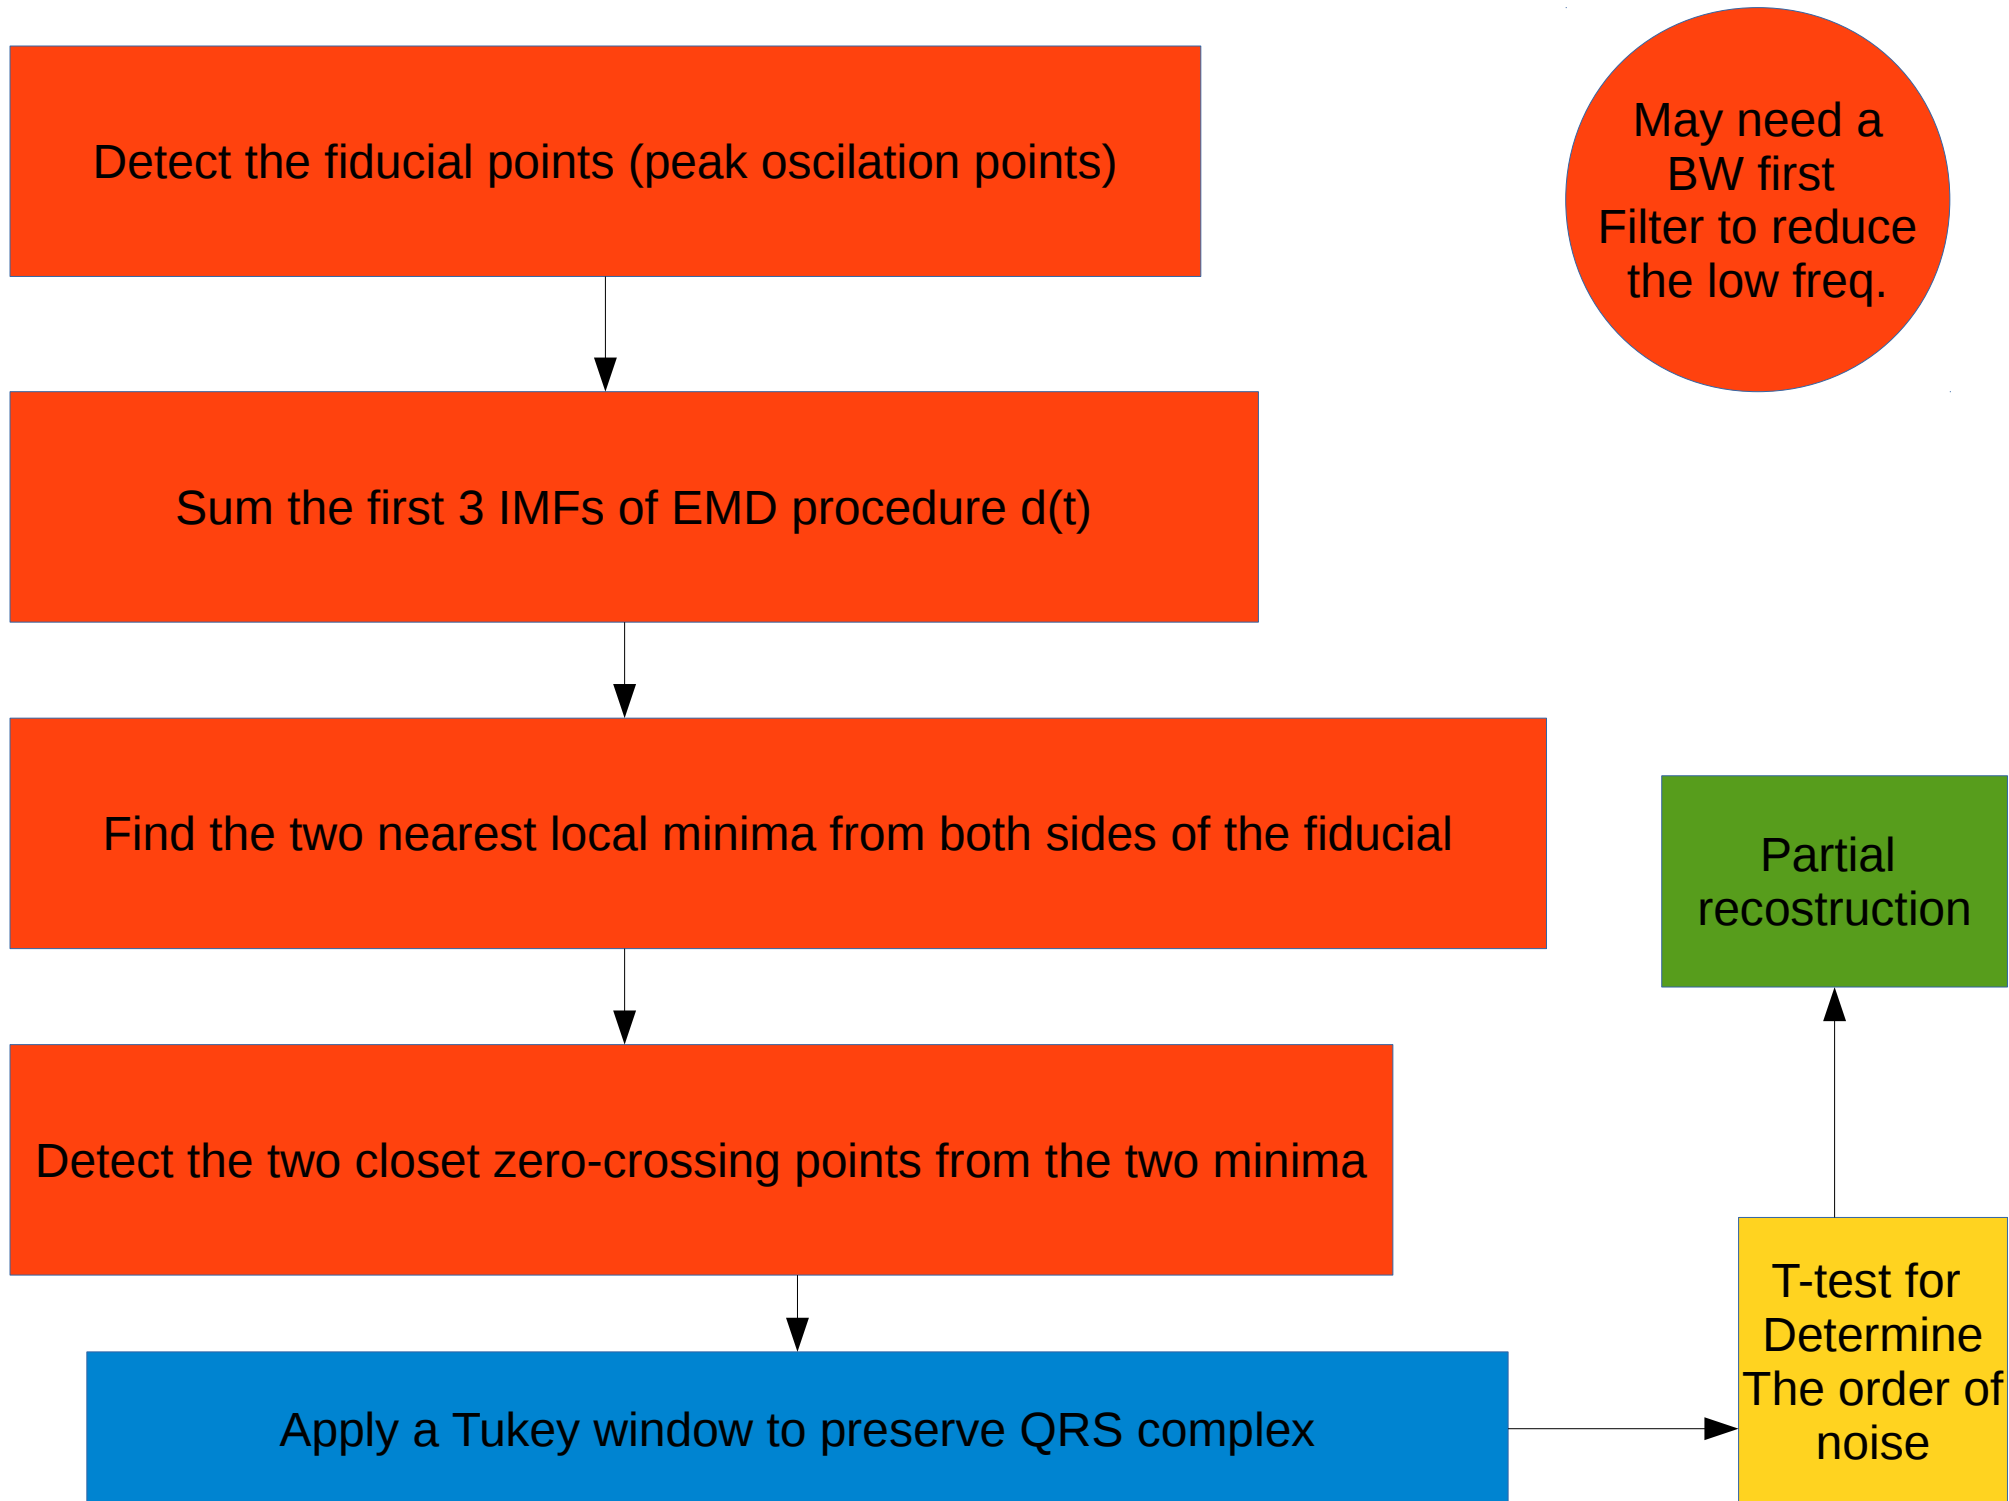 Detect the fiducial points (peak oscilation points)
May need a
BW first
Filter to reduce
the low freq.
Sum the first 3 IMFs of EMD procedure d(t)
Find the two nearest local minima from both sides of the fiducial
Partial
recostruction
Detect the two closet zero-crossing points from the two minima
Apply a Tukey window to preserve QRS complex
T-test for
Determine
The order of
noise